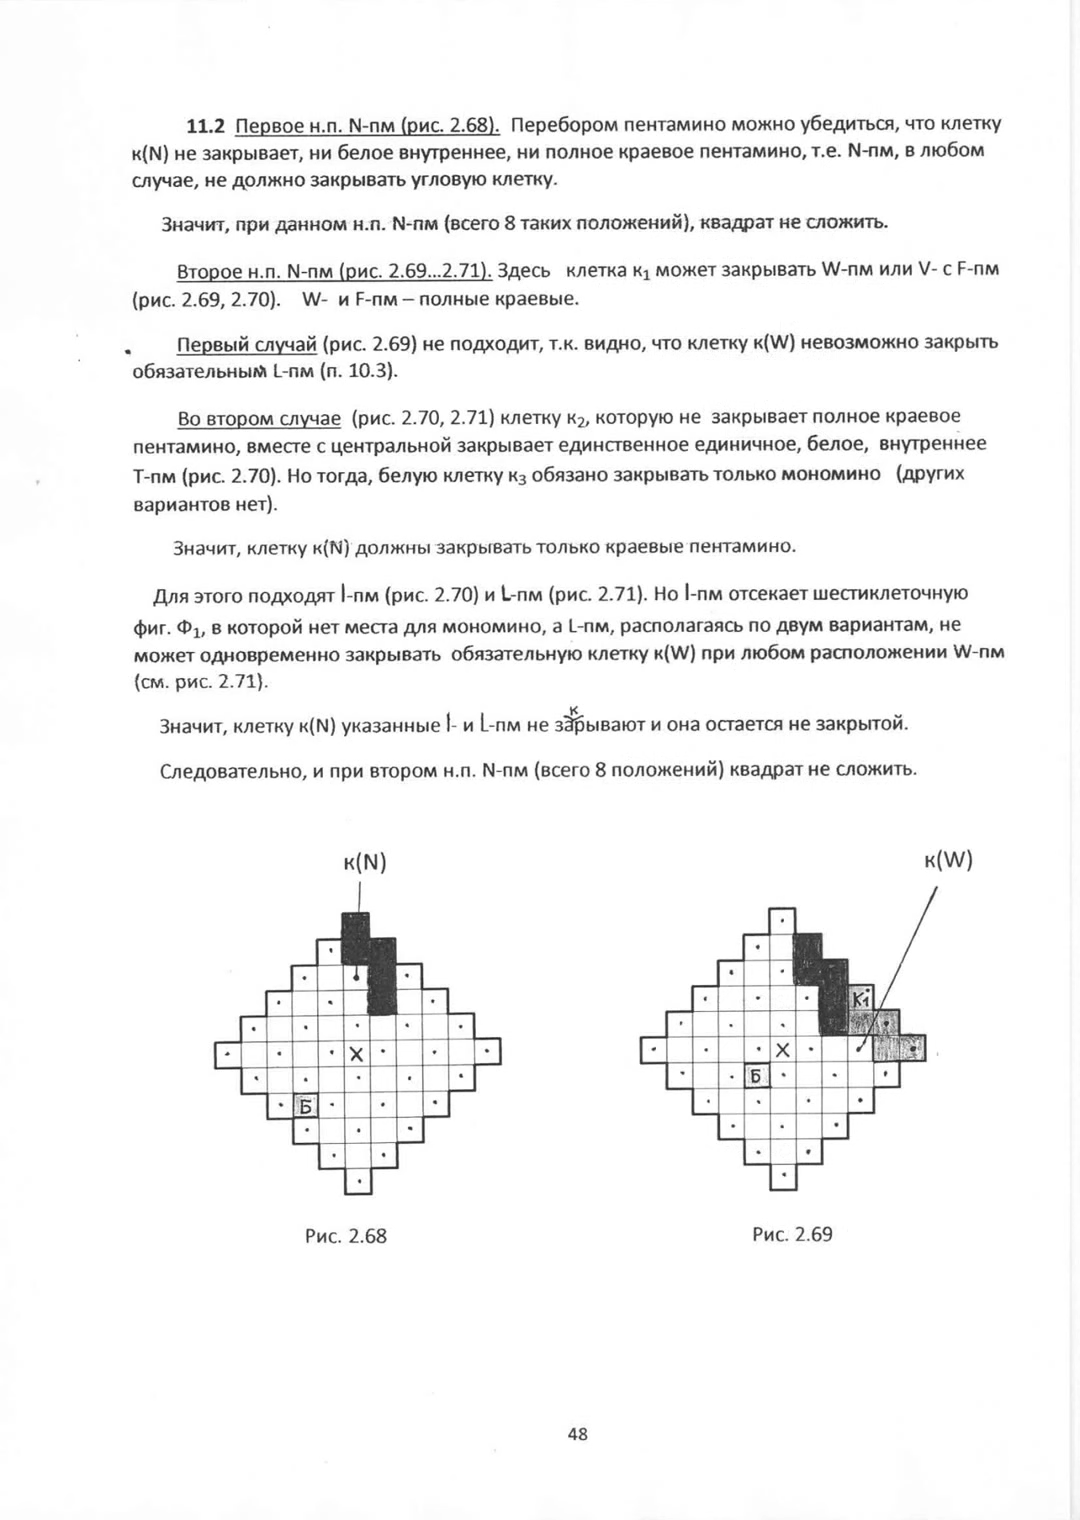 11.2 Первое н.п. N-пм (рис. 2.68). Перебором пентамино можно убедиться, что клетку
к(N) не закрывает, ни белое внутреннее, ни полное краевое пентамино, т.е. N-пм, в любом
случае, не должно закрывать угловую клетку.
Значит, при данном н.п. N-пм (всего 8 таких положений), квадрат не сложить.
Второе н.п. N-пм (рис. 2.69...2.71). Здесь клетка к₁ может закрывать W-пм или V- с F-пм
(рис. 2.69, 2.70). W- и F-пм – полные краевые.
Первый случай (рис. 2.69) не подходит, т.к. видно, что клетку к(W) невозможно закрыть
обязательным L-пм (п. 10.3).
Во втором случае (рис. 2.70, 2.71) клетку к₂, которую не закрывает полное краевое
пентамино, вместе с центральной закрывает единственное единичное, белое, внутреннее
Т-пм (рис. 2.70). Но тогда, белую клетку к₃ обязано закрывать только мономино (других
вариантов нет).
Значит, клетку к(N) должны закрывать только краевые пентамино.
Для этого подходят I-пм (рис. 2.70) и L-пм (рис. 2.71). Но I-пм отсекает шестиклеточную
фиг. Ф₁, в которой нет места для мономино, а L-пм, располагаясь по двум вариантам, не
может одновременно закрывать обязательную клетку к(W) при любом расположении W-пм
(см. рис. 2.71).
Значит, клетку к(N) указанные I- и L-пм не закрывают и она остается не закрытой.
Следовательно, и при втором н.п. N-пм (всего 8 положений) квадрат не сложить.
к(N)
к(W)
К₁
X
X
Б
Б
Рис. 2.68
Рис. 2.69
48